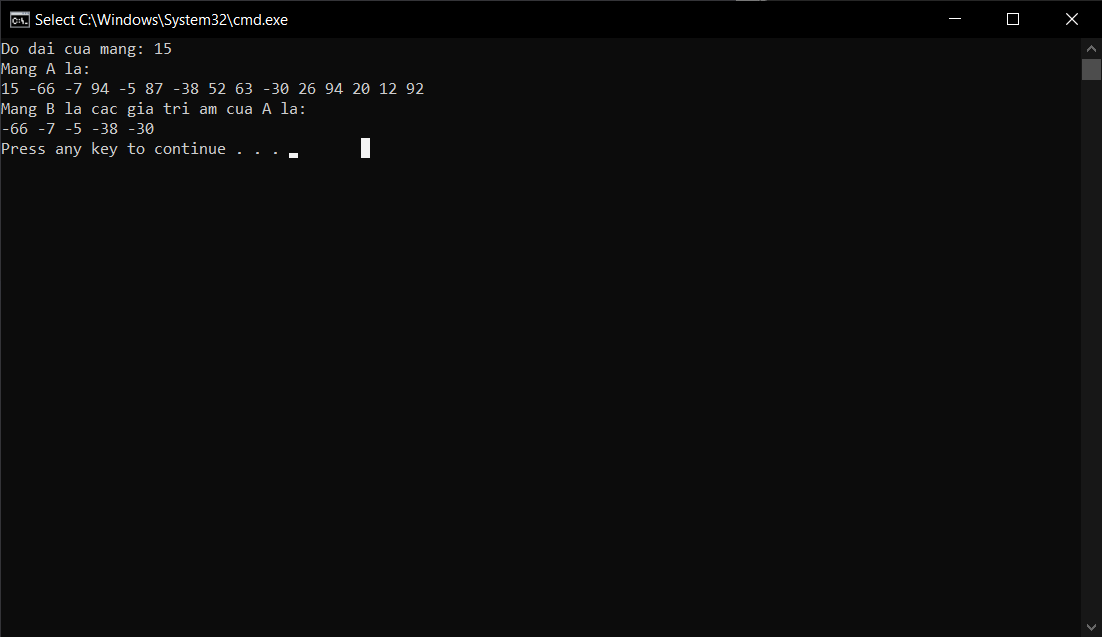 Select C:\Windows\System32\cmd.exe
Do dai cua mang: 15
Mang A la:
15 -66 -7 94 -5 87 -38 52 63 -30 26 94 20 12 92
Mang B la cac gia tri am cua A la:
-66 -7 -5 -38 -30
Press any key to continue . . .